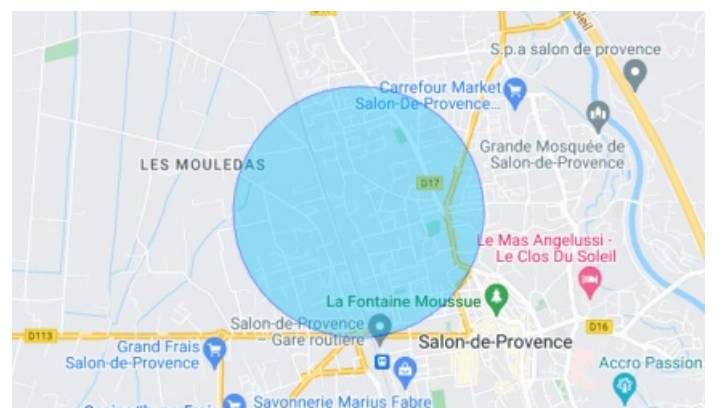 S.p.a salon de provence
Carrefour Market
Salon-De-Provence...
Grande Mosquée de
Salon-de-Provence
LES MOULEDAS
D17
Le Mas Angelussi -
Le Clos Du Soleil
La Fontaine Moussue
Salon-de-Provence
– Gare routière
D113
D16
Salon-de-Provence
Grand Frais
Salon-de-Provence
Accro Passion
Savonnerie Marius Fabre